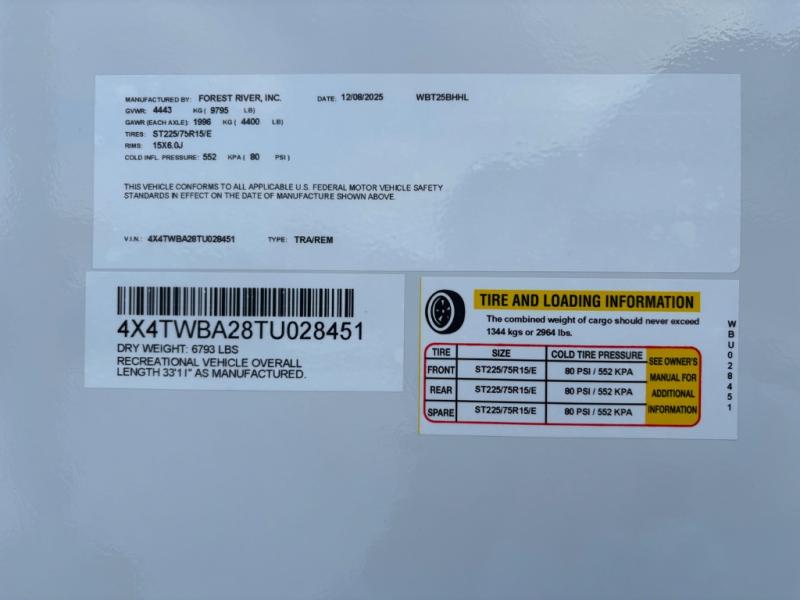 MANUFACTURED BY: FOREST RIVER, INC. DATE: 12/08/2025 WBT25BHHL
GVWR: 4443 KG ( 9795 LB)
GAWR (EACH AXLE): 1996 KG ( 4400 LB)
TIRES: ST225/75R15/E
RIMS: 15X6.0J
COLD INFL. PRESSURE: 552 KPA ( 80 PSI )
THIS VEHICLE CONFORMS TO ALL APPLICABLE U.S. FEDERAL MOTOR VEHICLE SAFETY
STANDARDS IN EFFECT ON THE DATE OF MANUFACTURE SHOWN ABOVE.
V.I.N.: 4X4TWBA28TU028451 TYPE: TRA/REM
4X4TWBA28TU028451
DRY WEIGHT: 6793 LBS
RECREATIONAL VEHICLE OVERALL
LENGTH 33'11" AS MANUFACTURED.
TIRE AND LOADING INFORMATION
The combined weight of cargo should never exceed
1344 kgs or 2964 lbs.
TIRE SIZE COLD TIRE PRESSURE
FRONT ST225/75R15/E 80 PSI / 552 KPA
REAR ST225/75R15/E 80 PSI / 552 KPA
SPARE ST225/75R15/E 80 PSI / 552 KPA
SEE OWNER'S
MANUAL FOR
ADDITIONAL
INFORMATION
WBU028451